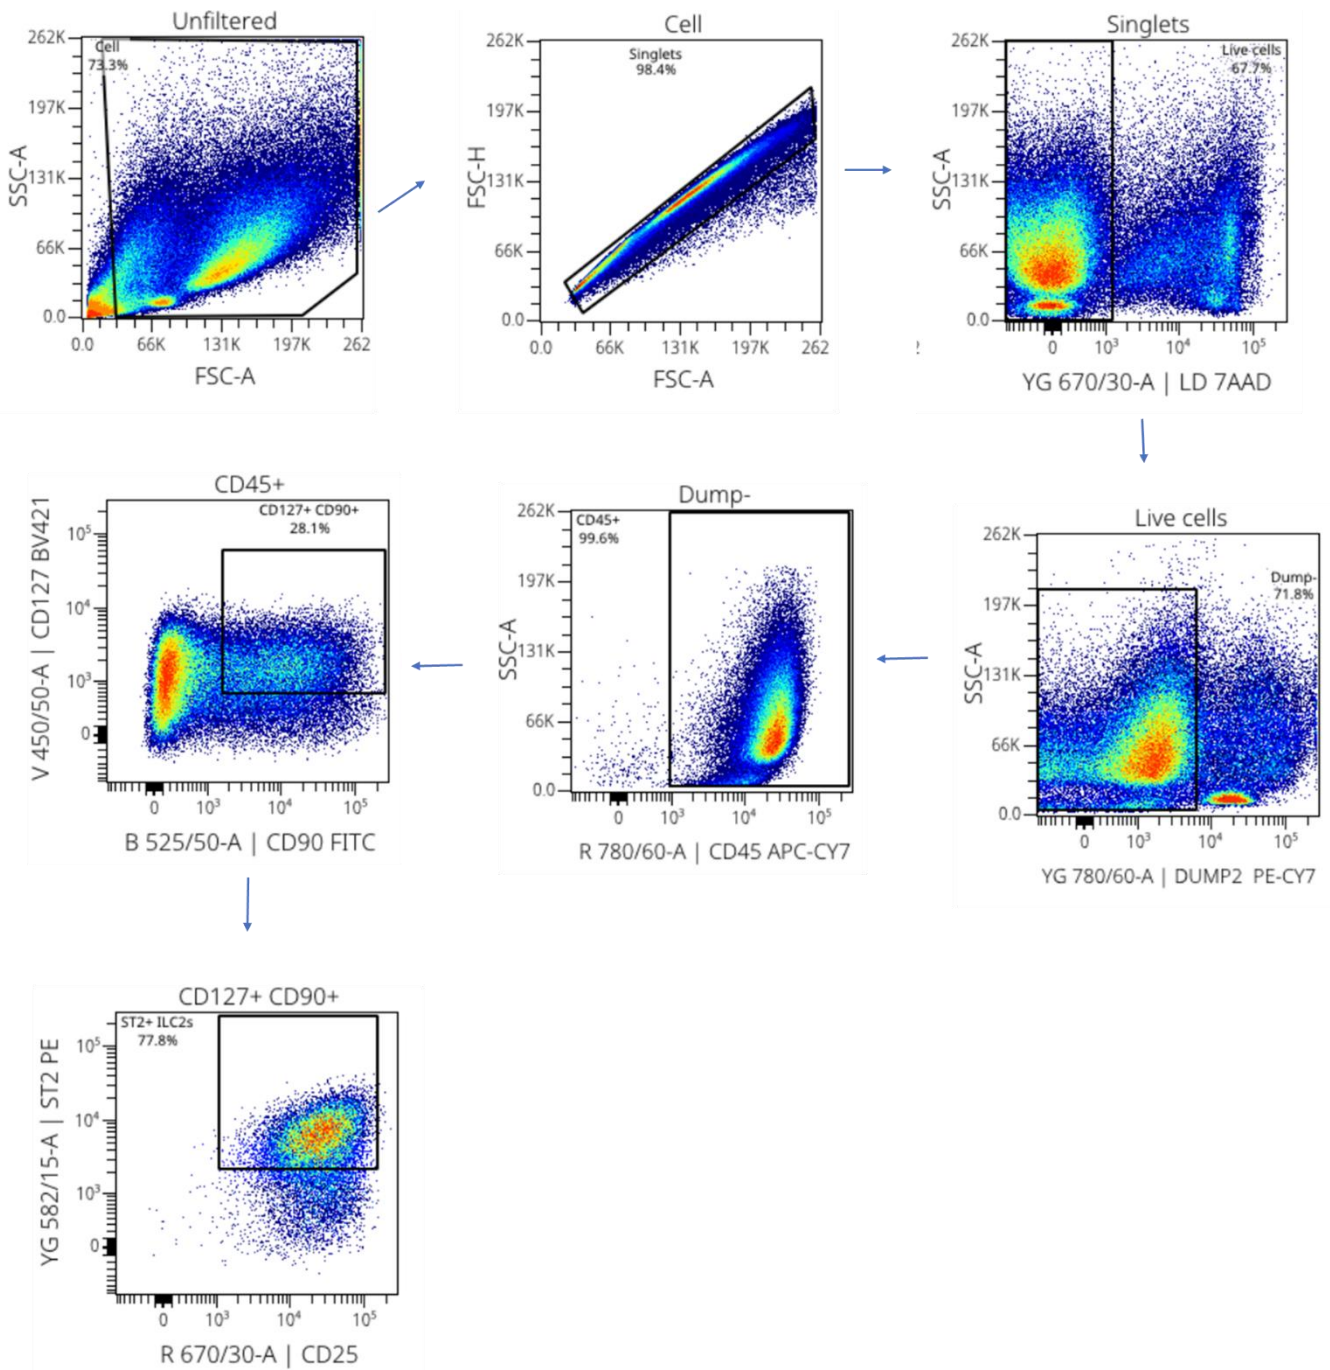 Unfiltered
Cell
73.3%
262K
197K
131K
66K
0.0
SSC-A
0.0 66K 131K 197K 262
FSC-A
Cell
Singlets
98.4%
262K
197K
131K
66K
0.0
FSC-H
0.0 66K 131K 197K 262
FSC-A
Singlets
Live cells
67.7%
262K
197K
131K
66K
0.0
SSC-A
2
0 10³ 10⁴ 10⁵
YG 670/30-A | LD 7AAD
CD45+
CD127+ CD90+
28.1%
10⁵
10⁴
10³
0
V 450/50-A | CD127 BV421
0 10³ 10⁴ 10⁵
B 525/50-A | CD90 FITC
Dump-
CD45+
99.6%
262K
197K
131K
66K
0.0
SSC-A
0 10³ 10⁴ 10⁵
R 780/60-A | CD45 APC-CY7
Live cells
Dump-
71.8%
262K
197K
131K
66K
0.0
SSC-A
0 10³ 10⁴ 10⁵
YG 780/60-A | DUMP2 PE-CY7
CD127+ CD90+
ST2+ ILC2s
77.8%
10⁵
10⁴
10³
0
YG 582/15-A | ST2 PE
0 10³ 10⁴ 10⁵
R 670/30-A | CD25